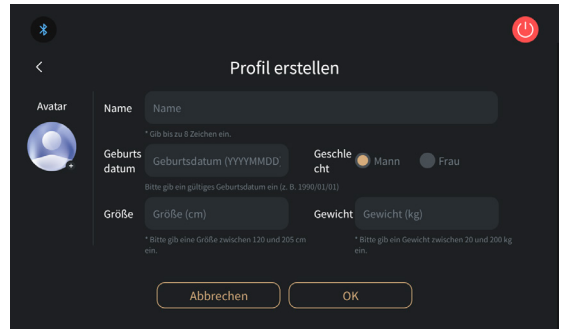 Profil erstellen
Avatar
Name
Name
* Gib bis zu 8 Zeichen ein.
Geburts
datum
Geburtsdatum (YYYYMMDD
Geschle
cht
Mann
Frau
Bitte gib ein gültiges Geburtsdatum ein (z. B. 1990/01/01)
Größe
Größe (cm)
Gewicht
Gewicht (kg)
* Bitte gib eine Größe zwischen 120 und 205 cm
ein.
* Bitte gib ein Gewicht zwischen 20 und 200 kg
ein.
Abbrechen
OK